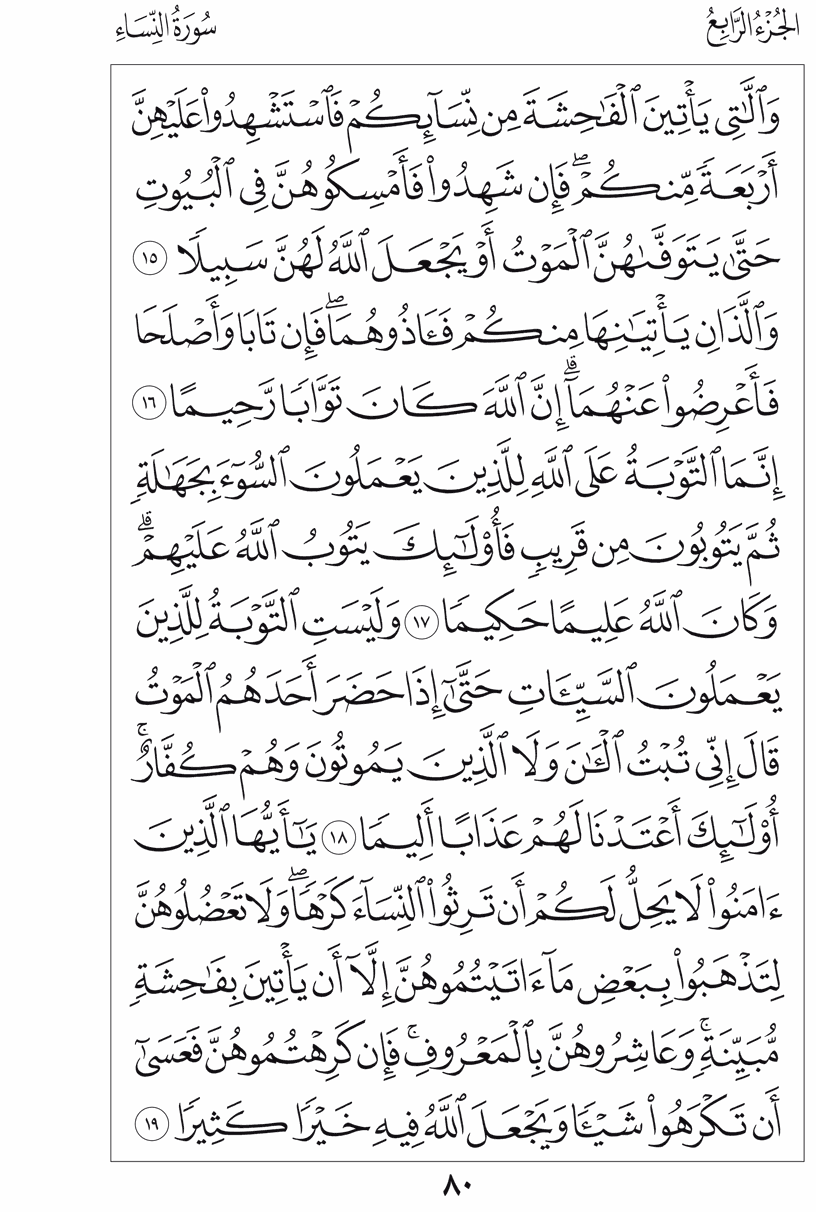 الجُزْءُ الرَّابِعُ
سُورَةُ النِّسَاءِ
وَٱلَّٰتِى يَأْتِينَ ٱلْفَٰحِشَةَ مِن نِّسَآئِكُمْ فَٱسْتَشْهِدُوا۟ عَلَيْهِنَّ
أَرْبَعَةً مِّنكُمْ ۖ فَإِن شَهِدُوا۟ فَأَمْسِكُوهُنَّ فِى ٱلْبُيُوتِ
حَتَّىٰ يَتَوَفَّىٰهُنَّ ٱلْمَوْتُ أَوْ يَجْعَلَ ٱللَّهُ لَهُنَّ سَبِيلًا ١٥
وَٱلَّذَانِ يَأْتِيَٰنِهَا مِنكُمْ فَـَٔاذُوهُمَا ۖ فَإِن تَابَا وَأَصْلَحَا
فَأَعْرِضُوا۟ عَنْهُمَآ ۗ إِنَّ ٱللَّهَ كَانَ تَوَّابًا رَّحِيمًا ١٦
إِنَّمَا ٱلتَّوْبَةُ عَلَى ٱللَّهِ لِلَّذِينَ يَعْمَلُونَ ٱلسُّوٓءَ بِجَهَٰلَةٍ
ثُمَّ يَتُوبُونَ مِن قَرِيبٍ فَأُو۟لَٰٓئِكَ يَتُوبُ ٱللَّهُ عَلَيْهِمْ ۗ
وَكَانَ ٱللَّهُ عَلِيمًا حَكِيمًا ١٧ وَلَيْسَتِ ٱلتَّوْبَةُ لِلَّذِينَ
يَعْمَلُونَ ٱلسَّيِّـَٔاتِ حَتَّىٰٓ إِذَا حَضَرَ أَحَدَهُمُ ٱلْمَوْتُ
قَالَ إِنِّى تُبْتُ ٱلْـَٰٔنَ وَلَا ٱلَّذِينَ يَمُوتُونَ وَهُمْ كُفَّارٌ ۚ
أُو۟لَٰٓئِكَ أَعْتَدْنَا لَهُمْ عَذَابًا أَلِيمًا ١٨ يَٰٓأَيُّهَا ٱلَّذِينَ
ءَامَنُوا۟ لَا يَحِلُّ لَكُمْ أَن تَرِثُوا۟ ٱلنِّسَآءَ كَرْهًا ۖ وَلَا تَعْضُلُوهُنَّ
لِتَذْهَبُوا۟ بِبَعْضِ مَآ ءَاتَيْتُمُوهُنَّ إِلَّآ أَن يَأْتِينَ بِفَٰحِشَةٍ
مُّبَيِّنَةٍ ۚ وَعَاشِرُوهُنَّ بِٱلْمَعْرُوفِ ۚ فَإِن كَرِهْتُمُوهُنَّ فَعَسَىٰٓ
أَن تَكْرَهُوا۟ شَيْـًٔا وَيَجْعَلَ ٱللَّهُ فِيهِ خَيْرًا كَثِيرًا ١٩
٨٠